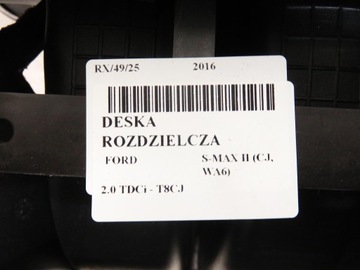 RX/49/25 2016
DESKA
ROZDZIELCZA
FORD S-MAX II (CJ,
WA6)
2.0 TDCi - T8CJ